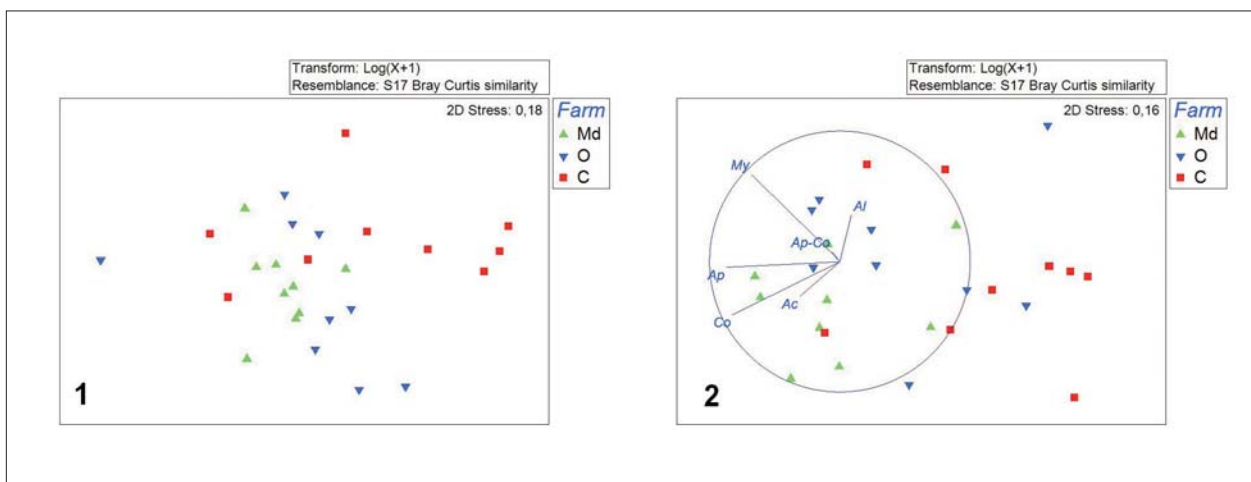 Transform: Log(X+1)
Resemblance: S17 Bray Curtis similarity
2D Stress: 0,18
Farm
Md
O
C
1
Transform: Log(X+1)
Resemblance: S17 Bray Curtis similarity
2D Stress: 0,16
Farm
Md
O
C
My
Al
Ap-Co
Ap
Ac
Co
2